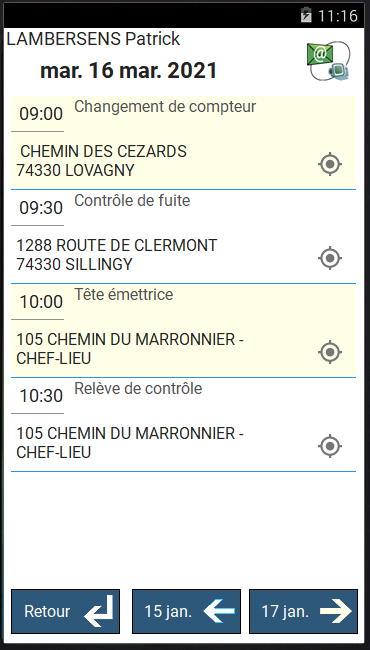 11:16
LAMBERSENS Patrick
mar. 16 mar. 2021
@
09:00 Changement de compteur
CHEMIN DES CEZARDS
74330 LOVAGNY
09:30 Contrôle de fuite
1288 ROUTE DE CLERMONT
74330 SILLINGY
10:00 Tête émettrice
105 CHEMIN DU MARRONNIER -
CHEF-LIEU
10:30 Relève de contrôle
105 CHEMIN DU MARRONNIER -
CHEF-LIEU
Retour 15 jan. 17 jan.